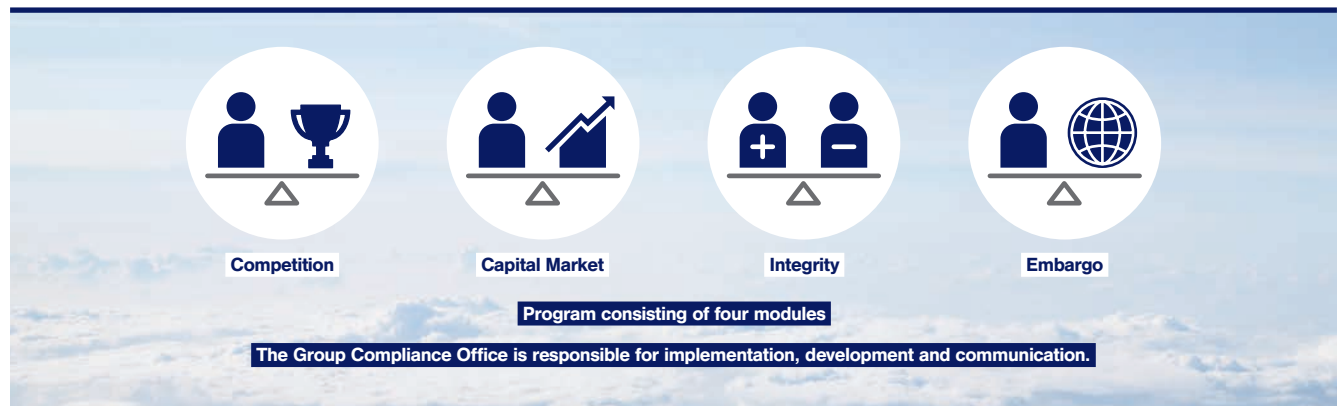 Competition
Capital Market
Integrity
Embargo
Program consisting of four modules
The Group Compliance Office is responsible for implementation, development and communication.